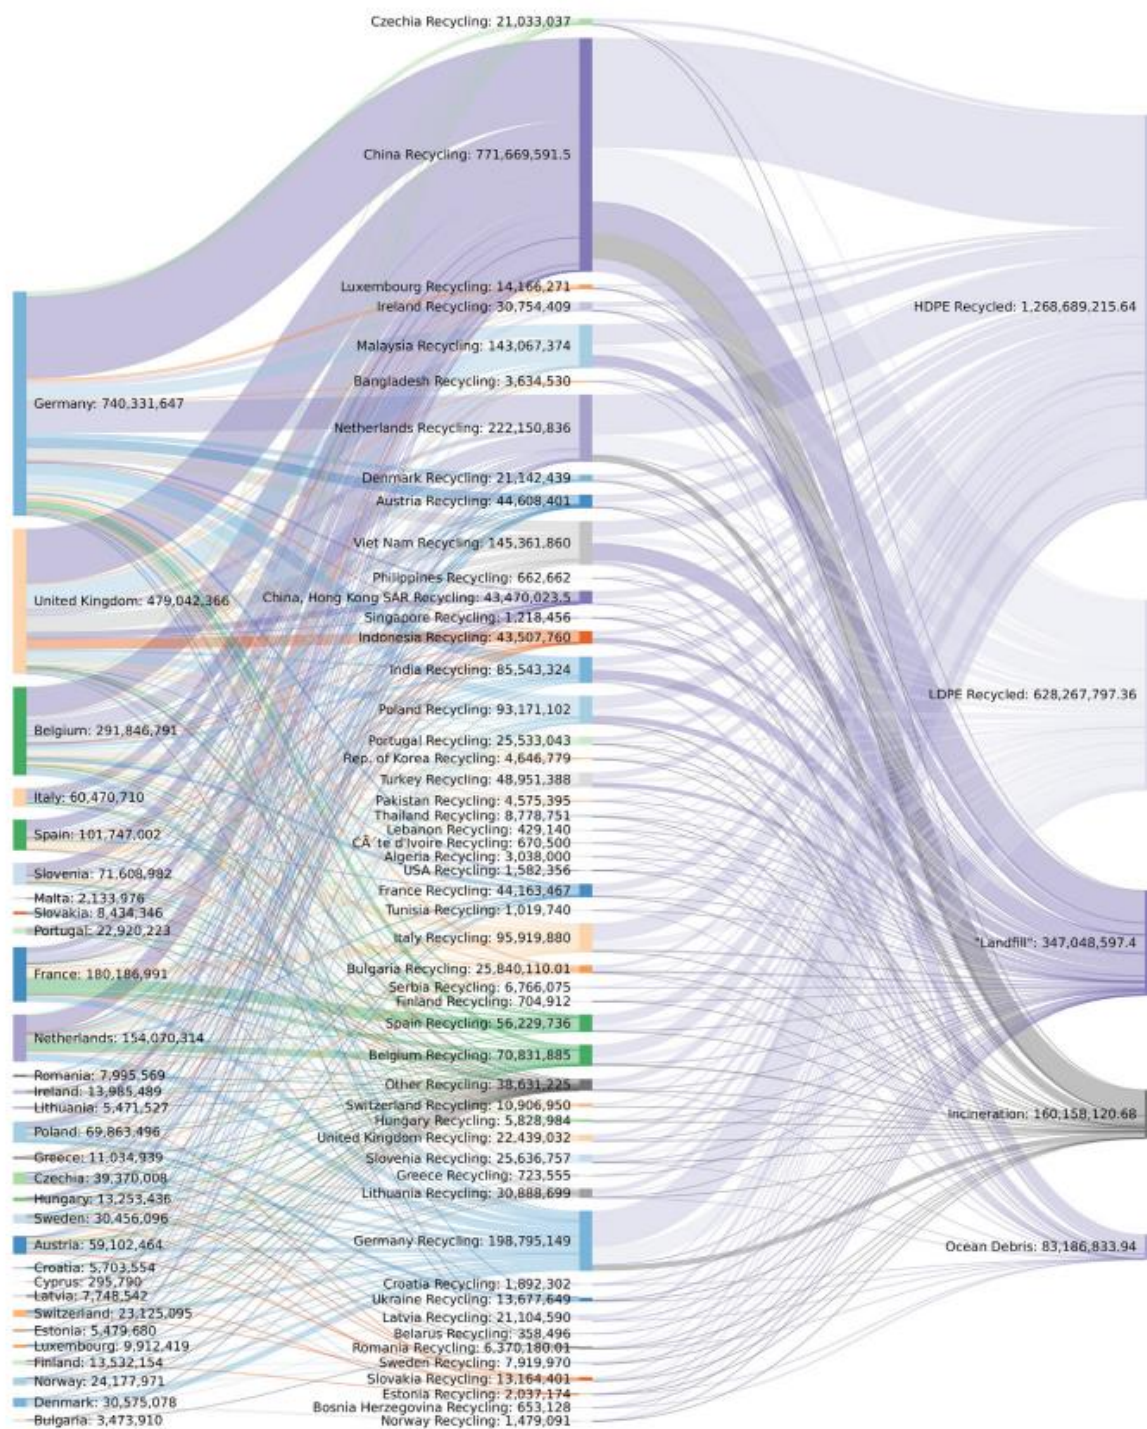 Czechia Recycling: 21,033,037
China Recycling: 771,669,591.5
Luxembourg Recycling: 14,166,271
Ireland Recycling: 30,754,409
Malaysia Recycling: 143,067,374
Bangladesh Recycling: 3,634,530
Netherlands Recycling: 222,150,836
Denmark Recycling: 21,142,439
Austria Recycling: 44,608,401
Viet Nam Recycling: 145,361,860
Philippines Recycling: 662,662
China, Hong Kong SAR Recycling: 43,470,023.5
Singapore Recycling: 1,218,456
Indonesia Recycling: 43,507,760
India Recycling: 85,543,324
Poland Recycling: 93,171,102
Portugal Recycling: 25,533,043
Rep. of Korea Recycling: 4,646,779
Turkey Recycling: 48,951,388
Pakistan Recycling: 4,575,395
Thailand Recycling: 8,778,751
Lebanon Recycling: 429,140
CÃ´te d'Ivoire Recycling: 670,500
Algeria Recycling: 3,038,000
USA Recycling: 1,582,356
France Recycling: 44,163,467
Tunisia Recycling: 1,019,740
Italy Recycling: 95,919,880
Bulgaria Recycling: 25,840,110.01
Serbia Recycling: 6,766,075
Finland Recycling: 704,912
Spain Recycling: 56,229,736
Belgium Recycling: 70,831,885
Other Recycling: 38,631,225
Switzerland Recycling: 10,906,950
Hungary Recycling: 5,828,984
United Kingdom Recycling: 22,439,032
Slovenia Recycling: 25,636,757
Greece Recycling: 723,555
Lithuania Recycling: 30,888,699
Germany Recycling: 198,795,149
Croatia Recycling: 1,892,302
Ukraine Recycling: 13,677,649
Latvia Recycling: 21,104,590
Belarus Recycling: 358,496
Romania Recycling: 6,370,180.01
Sweden Recycling: 7,919,970
Slovakia Recycling: 13,164,401
Estonia Recycling: 2,037,174
Bosnia Herzegovina Recycling: 653,128
Norway Recycling: 1,479,091
Germany: 740,331,647
United Kingdom: 479,042,366
Belgium: 291,846,791
Italy: 60,470,710
Spain: 101,747,002
Slovenia: 71,608,982
Malta: 2,133,976
Slovakia: 8,434,346
Portugal: 22,920,223
France: 180,186,991
Netherlands: 154,070,314
Romania: 7,995,569
Ireland: 13,985,489
Lithuania: 5,471,527
Poland: 69,863,496
Greece: 11,034,939
Czechia: 39,370,008
Hungary: 13,253,436
Sweden: 30,456,096
Austria: 59,102,464
Croatia: 5,703,554
Cyprus: 295,790
Latvia: 7,748,542
Switzerland: 23,125,095
Estonia: 5,479,680
Luxembourg: 9,912,419
Finland: 13,532,154
Norway: 24,177,971
Denmark: 30,575,078
Bulgaria: 3,473,910
HDPE Recycled: 1,268,689,215.64
LDPE Recycled: 628,267,797.36
"Landfill": 347,048,597.4
Incineration: 160,158,120.68
Ocean Debris: 83,186,833.94